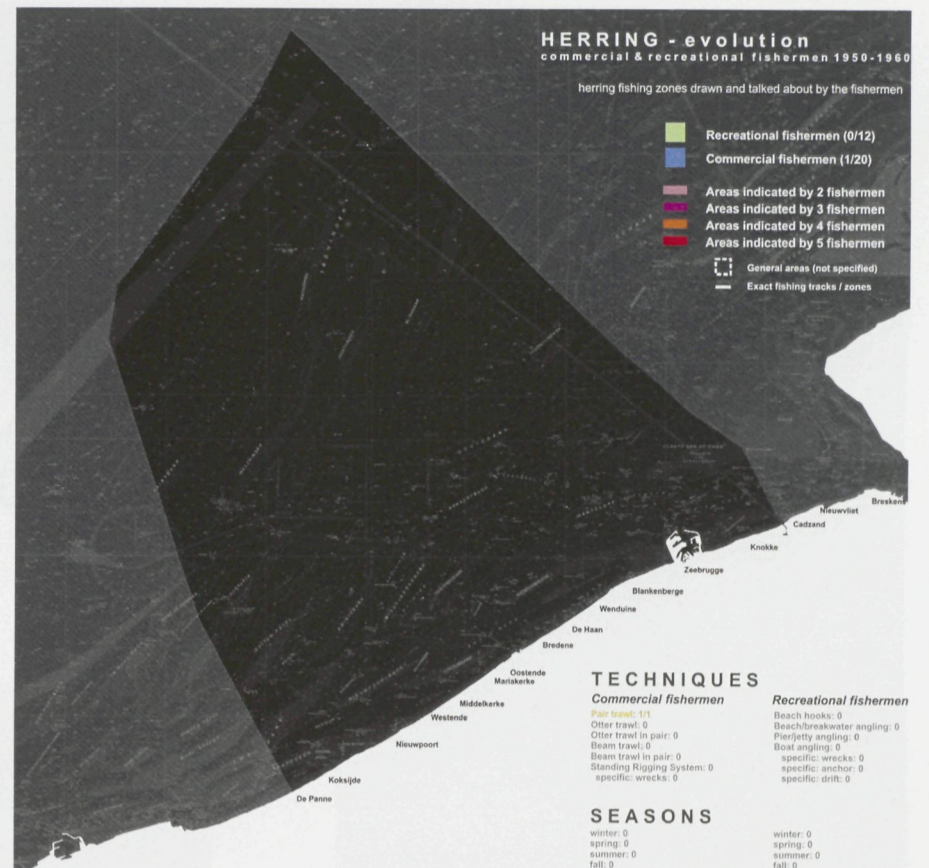 HERRING - evolution
commercial & recreational fishermen 1950-1960
herring fishing zones drawn and talked about by the fishermen
Recreational fishermen (0/12)
Commercial fishermen (1/20)
Areas indicated by 2 fishermen
Areas indicated by 3 fishermen
Areas indicated by 4 fishermen
Areas indicated by 5 fishermen
General areas (not specified)
Exact fishing tracks / zones
Breskens
Nieuwvliet
Cadzand
Knokke
Zeebrugge
Blankenberge
Wenduine
De Haan
Bredene
Oostende
Mariakerke
Middelkerke
Westende
Nieuwpoort
Koksijde
De Panne
TECHNIQUES
Commercial fishermen
Pair trawl: 1/1
Otter trawl: 0
Otter trawl in pair: 0
Beam trawl: 0
Beam trawl in pair: 0
Standing Rigging System: 0
specific: wrecks: 0
Recreational fishermen
Beach hooks: 0
Beach/breakwater angling: 0
Pier/jetty angling: 0
Boat angling: 0
specific: wrecks: 0
specific: anchor: 0
specific: drift: 0
SEASONS
winter: 0
spring: 0
summer: 0
fall: 0
winter: 0
spring: 0
summer: 0
fall: 0